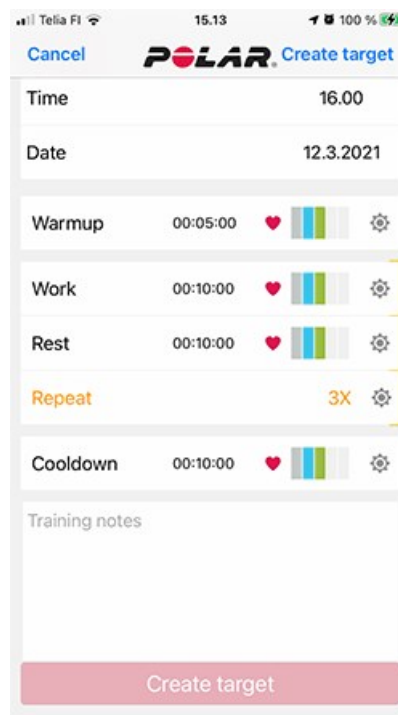 Telia FI 15.13 100 %
Cancel POLAR Create target
Time 16.00
Date 12.3.2021
Warmup 00:05:00
Work 00:10:00
Rest 00:10:00
Repeat 3X
Cooldown 00:10:00
Training notes
Create target